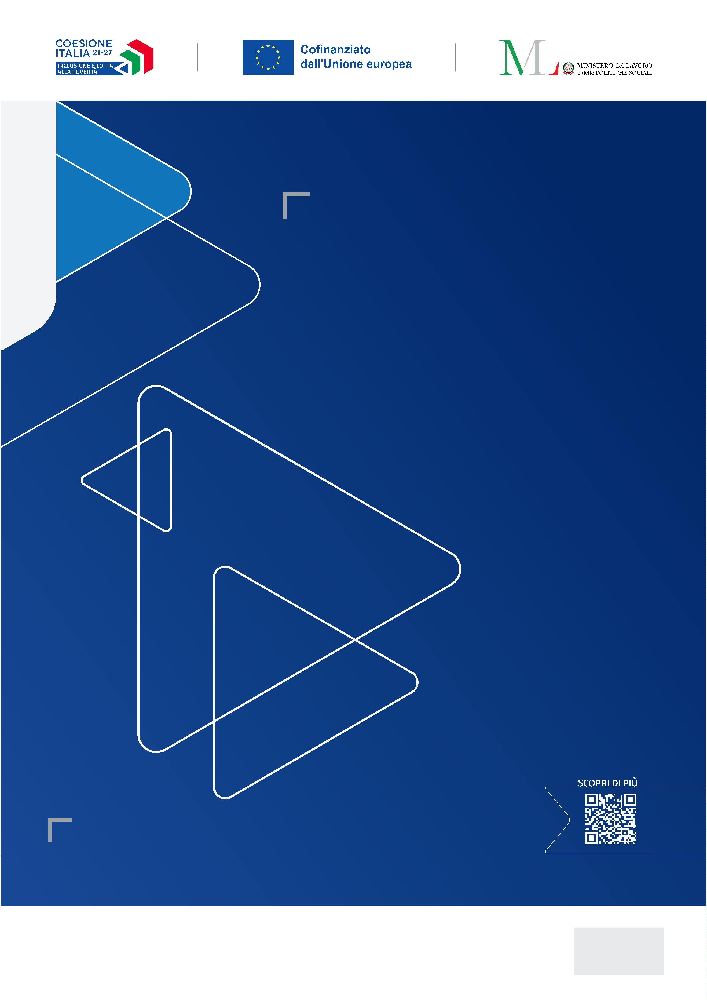 COESIONE
ITALIA 21-27
INCLUSIONE E LOTTA
ALLA POVERTÀ
Cofinanziato
dall'Unione europea
ML
MINISTERO del LAVORO
e delle POLITICHE SOCIALI
SCOPRI DI PIÙ